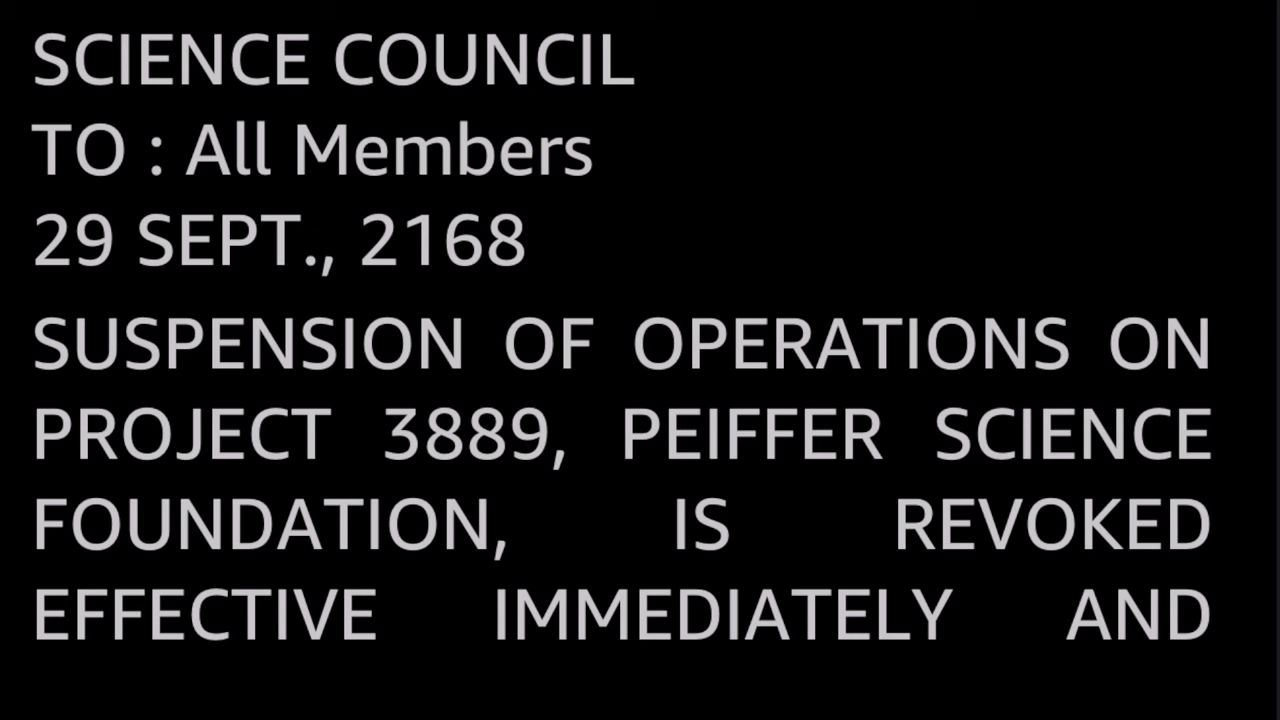 SCIENCE COUNCIL
TO : All Members
29 SEPT., 2168
SUSPENSION OF OPERATIONS ON
PROJECT 3889, PEIFFER SCIENCE
FOUNDATION, IS REVOKED
EFFECTIVE IMMEDIATELY AND